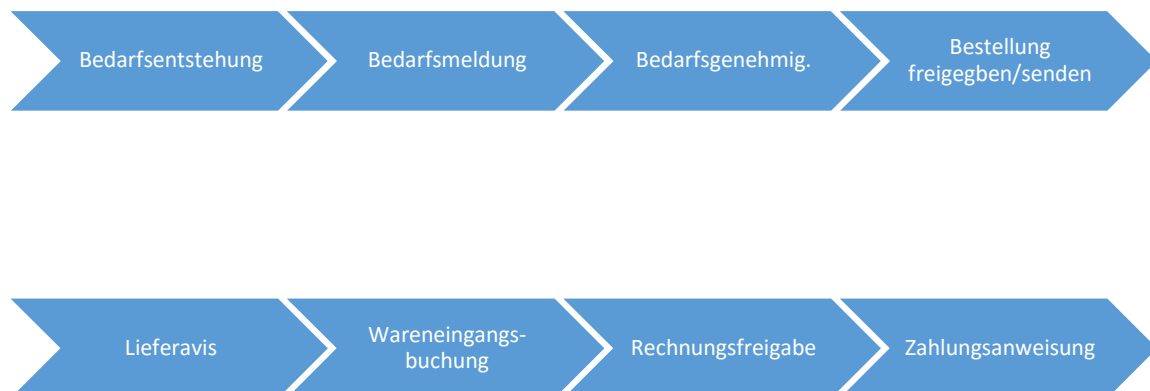 Bedarfsentstehung
Bedarfsmeldung
Bedarfsgenehmig.
Bestellung
freigegben/senden
Lieferavis
Wareneingangs-
buchung
Rechnungsfreigabe
Zahlungsanweisung